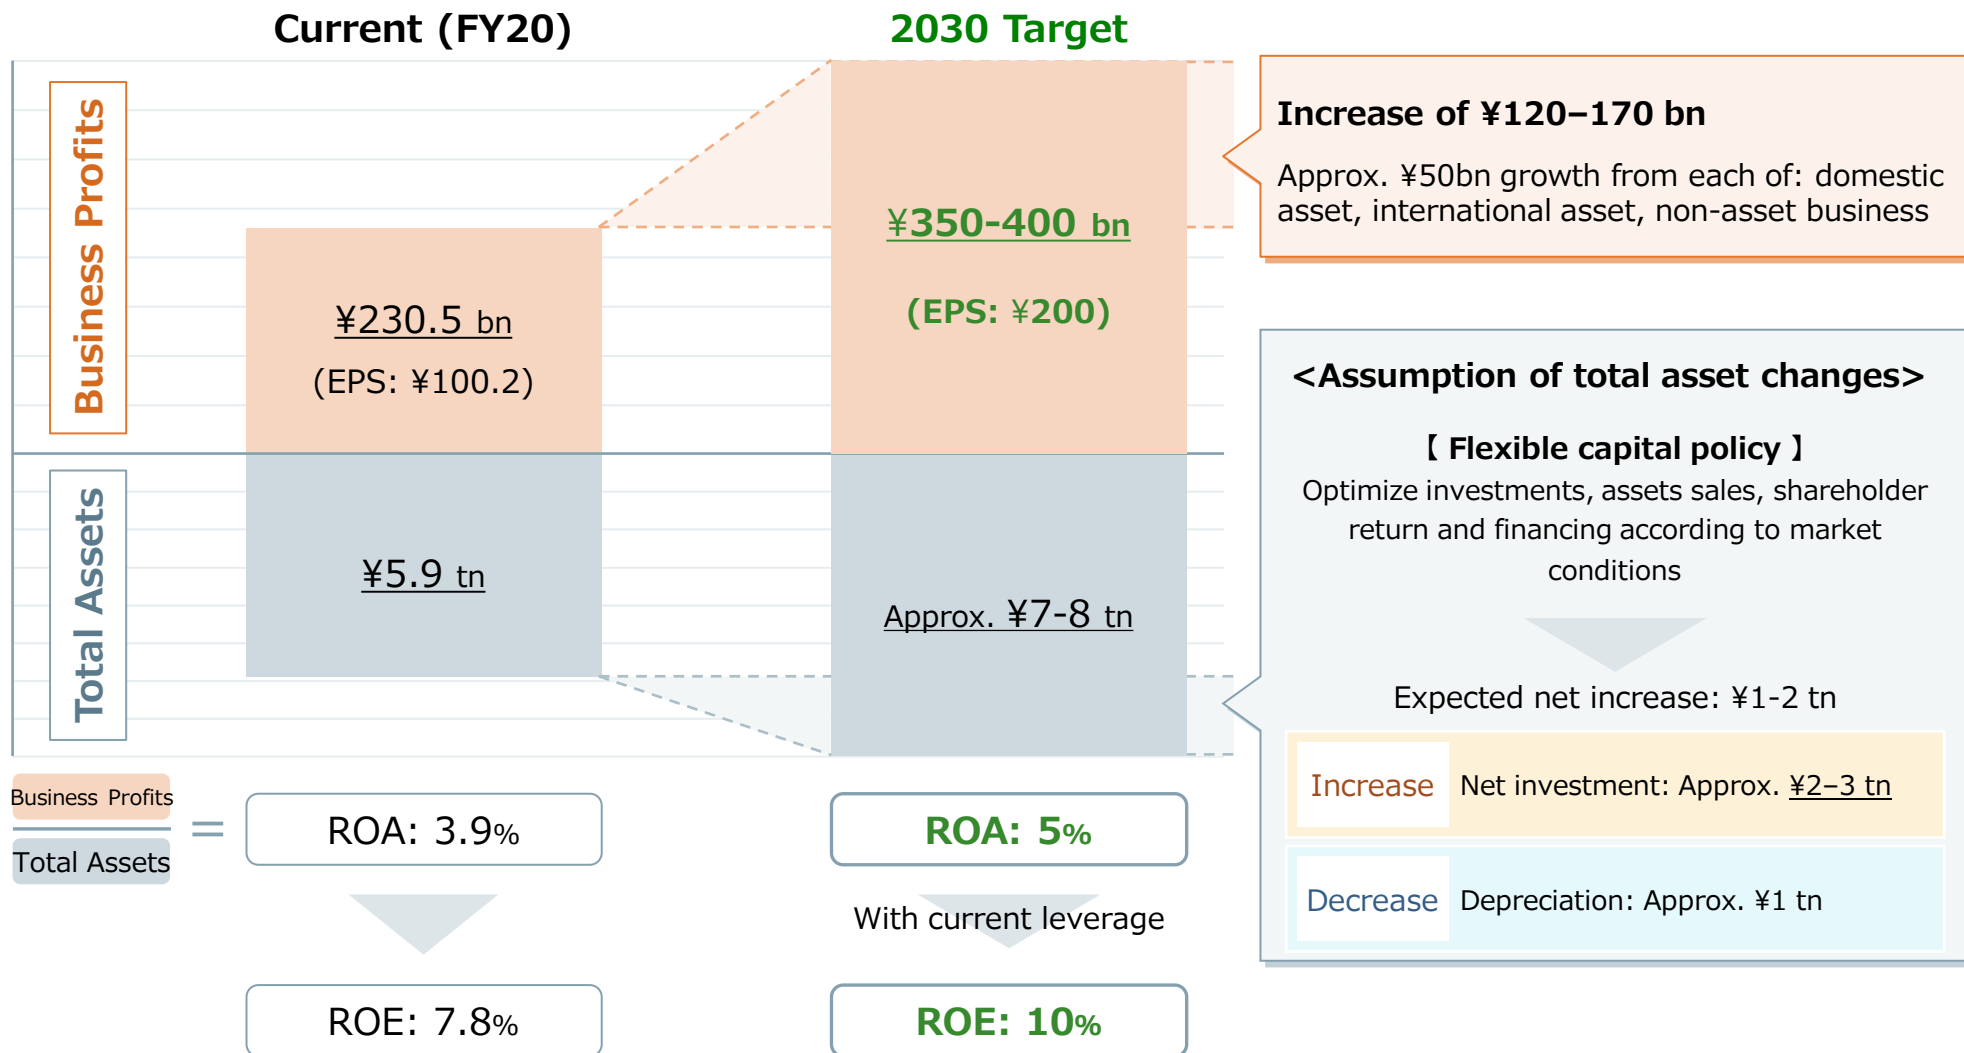 Current (FY20)
2030 Target
Business Profits
¥230.5 bn
(EPS: ¥100.2)
¥350-400 bn
(EPS: ¥200)
Increase of ¥120–170 bn
Approx. ¥50bn growth from each of: domestic
asset, international asset, non-asset business
Total Assets
¥5.9 tn
Approx. ¥7-8 tn
<Assumption of total asset changes>
【 Flexible capital policy 】
Optimize investments, assets sales, shareholder
return and financing according to market
conditions
Expected net increase: ¥1-2 tn
Increase
Net investment: Approx. ¥2–3 tn
Decrease
Depreciation: Approx. ¥1 tn
Business Profits
Total Assets
=
ROA: 3.9%
ROA: 5%
With current leverage
ROE: 7.8%
ROE: 10%